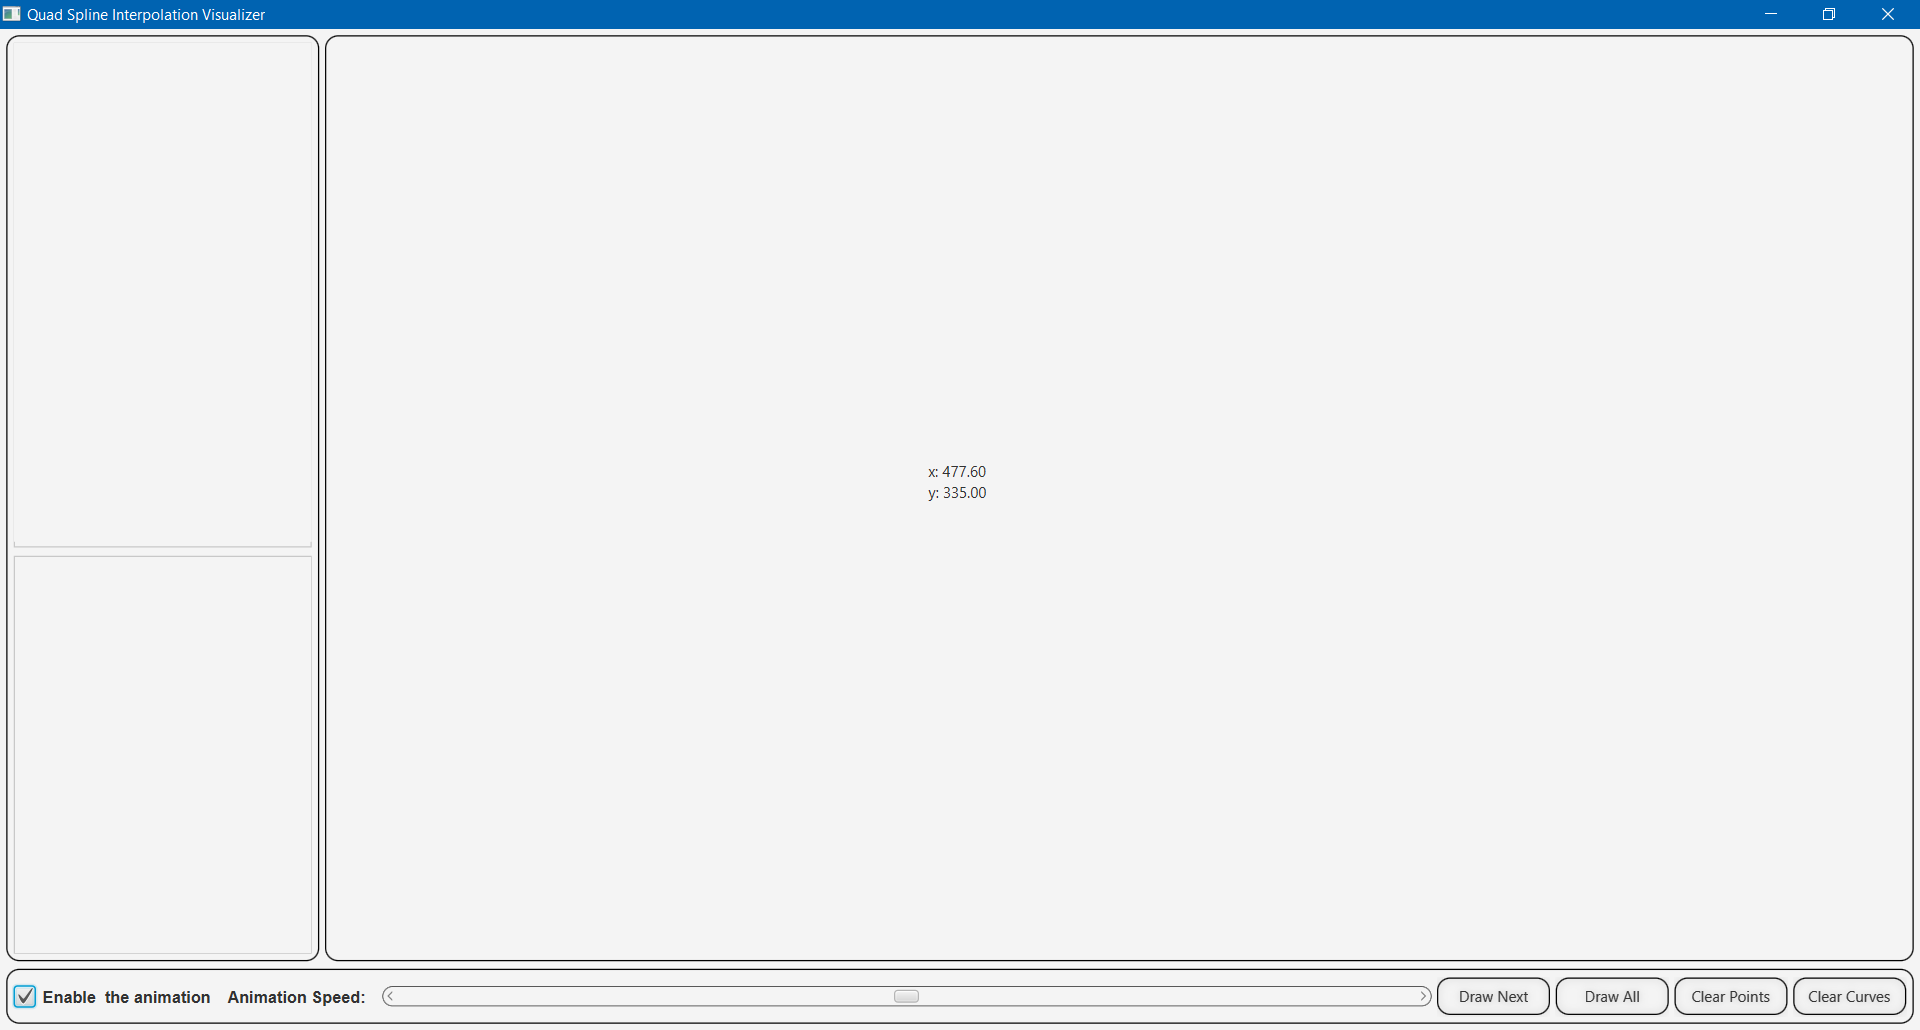 Quad Spline Interpolation Visualizer
x: 477.60
y: 335.00
Enable the animation Animation Speed: Draw Next Draw All Clear Points Clear Curves